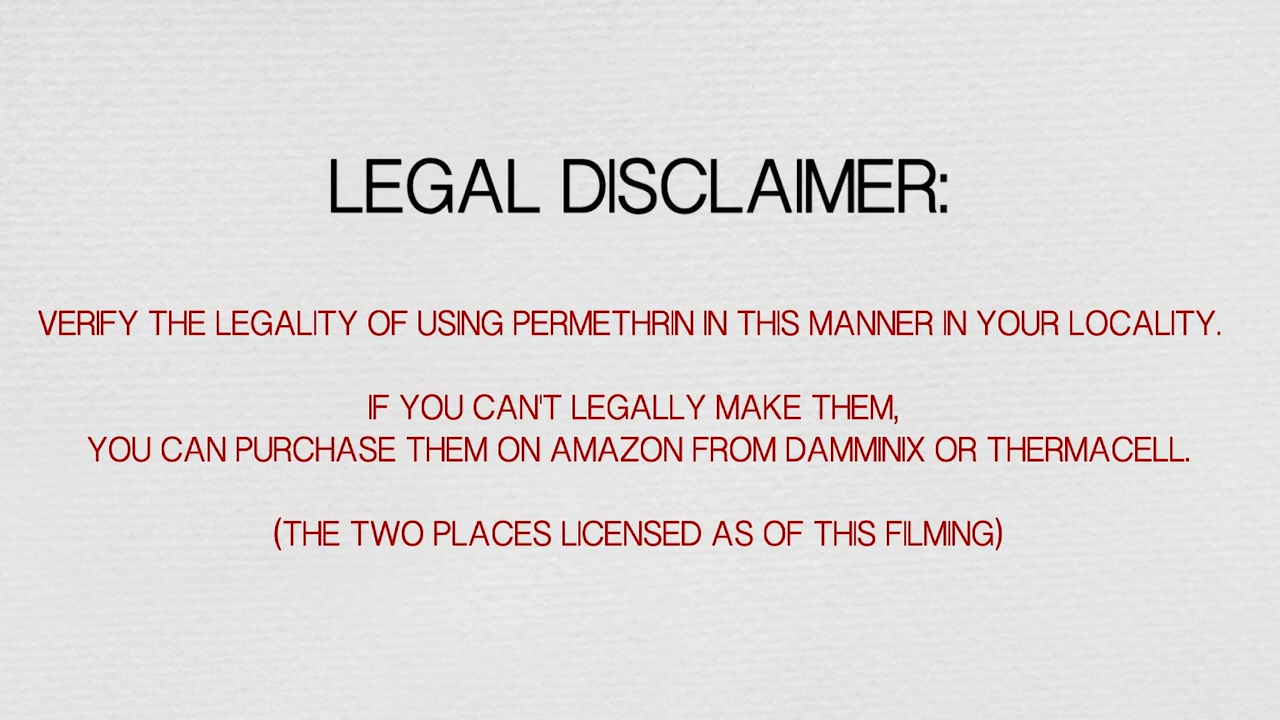 LEGAL DISCLAIMER:
VERIFY THE LEGALITY OF USING PERMETHRIN IN THIS MANNER IN YOUR LOCALITY.
IF YOU CAN'T LEGALLY MAKE THEM,
YOU CAN PURCHASE THEM ON AMAZON FROM DAMMINIX OR THERMACELL.
(THE TWO PLACES LICENSED AS OF THIS FILMING)